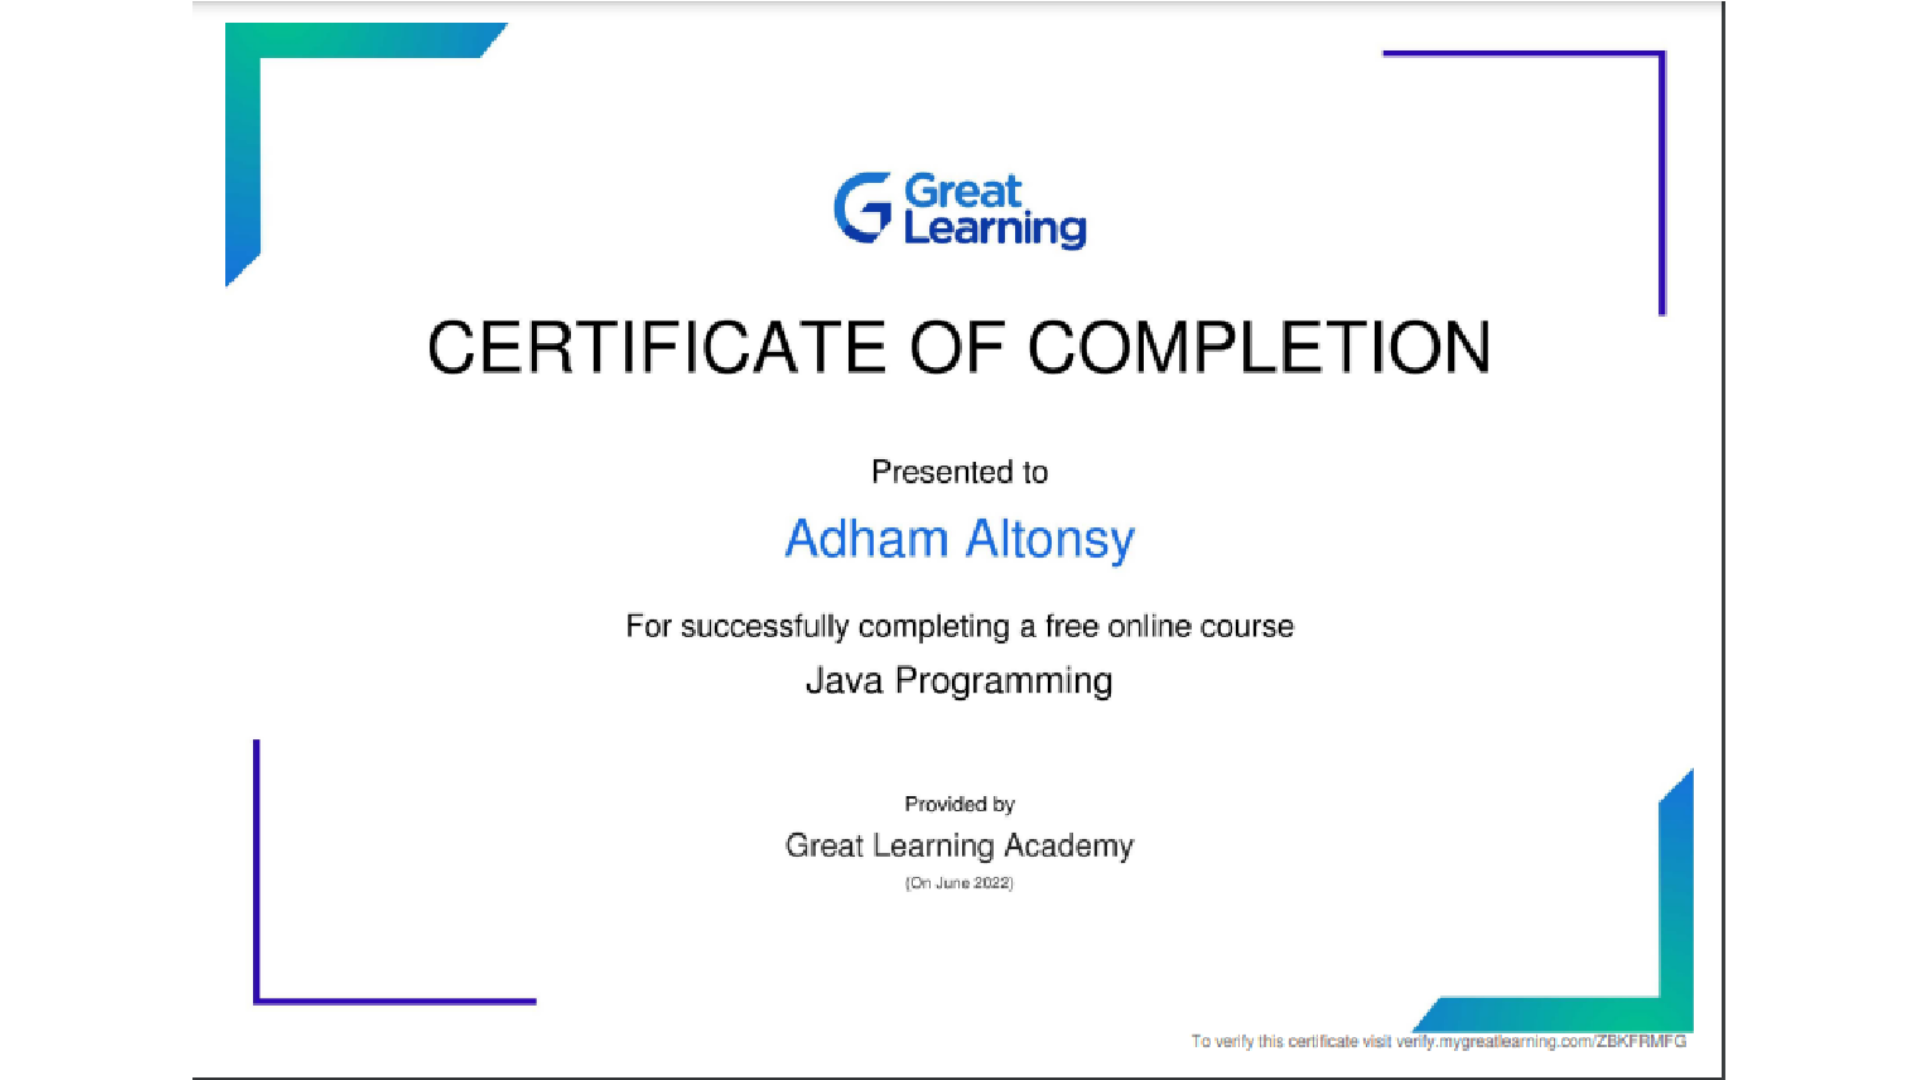 Great
Learning
CERTIFICATE OF COMPLETION
Presented to
Adham Altonsy
For successfully completing a free online course
Java Programming
Provided by
Great Learning Academy
(On June 2022)
To verify this certificate visit verify.mygreatlearning.com/ZBKFRMFG